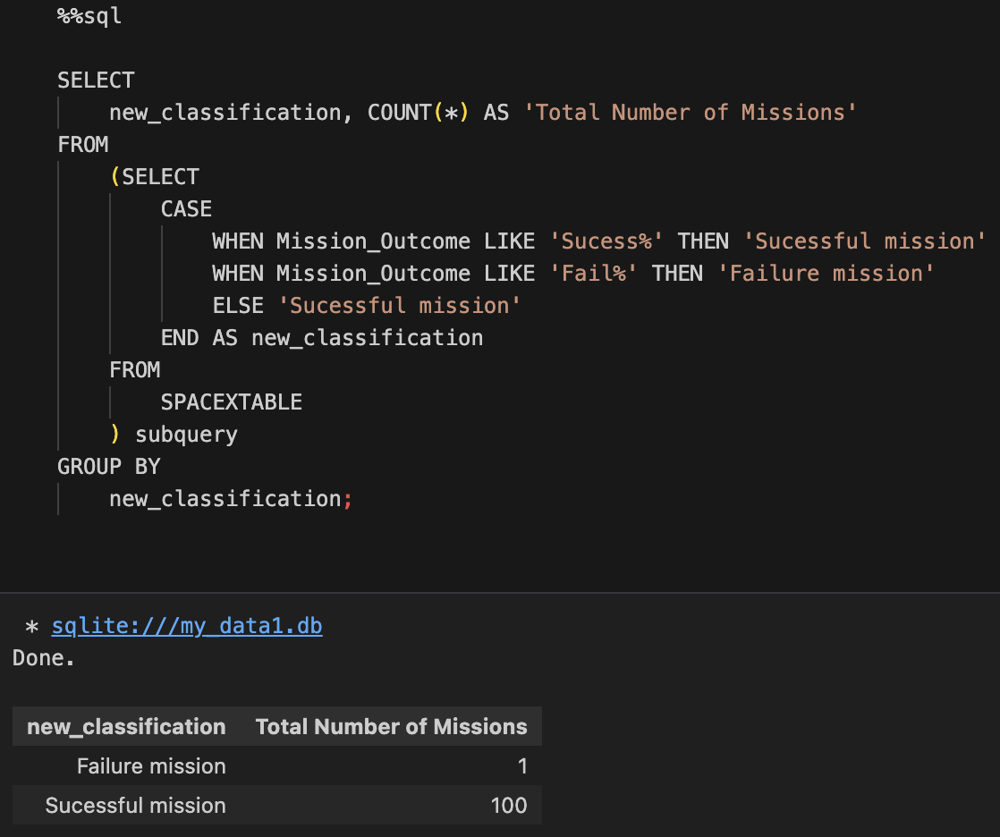 %%sql
SELECT
new_classification, COUNT(*) AS 'Total Number of Missions'
FROM
(SELECT
CASE
WHEN Mission_Outcome LIKE 'Sucess%' THEN 'Sucessful mission'
WHEN Mission_Outcome LIKE 'Fail%' THEN 'Failure mission'
ELSE 'Sucessful mission'
END AS new_classification
FROM
SPACEXTABLE
) subquery
GROUP BY
new_classification;
* sqlite:///my_data1.db
Done.
new_classification Total Number of Missions
Failure mission 1
Sucessful mission 100